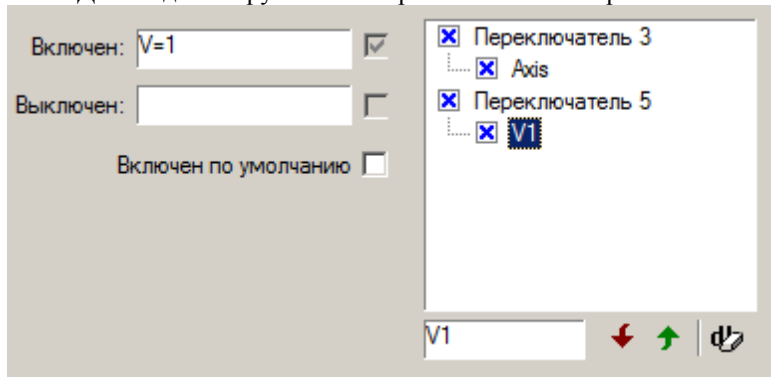 Включен: V=1
Выключен:
Включен по умолчанию
Переключатель 3
Axis
Переключатель 5
V1
V1